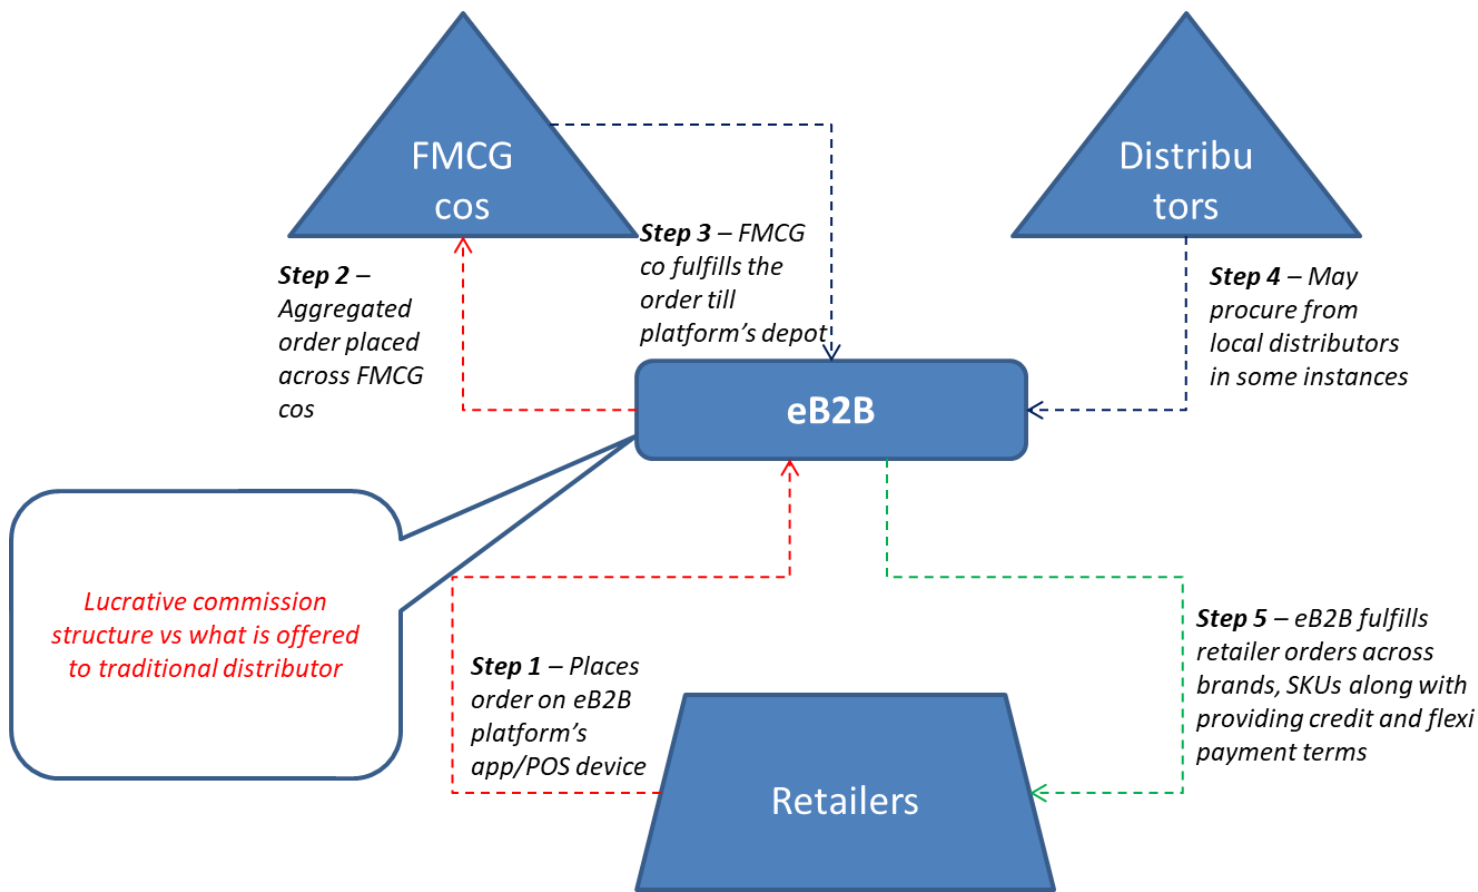 FMCG
cos
Distribu
tors
Step 2 –
Aggregated
order placed
across FMCG
cos
Step 3 – FMCG
co fulfills the
order till
platform's depot
Step 4 – May
procure from
local distributors
in some instances
eB2B
Lucrative commission
structure vs what is offered
to traditional distributor
Step 1 – Places
order on eB2B
platform's
app/POS device
Step 5 – eB2B fulfills
retailer orders across
brands, SKUs along with
providing credit and flexi
payment terms
Retailers